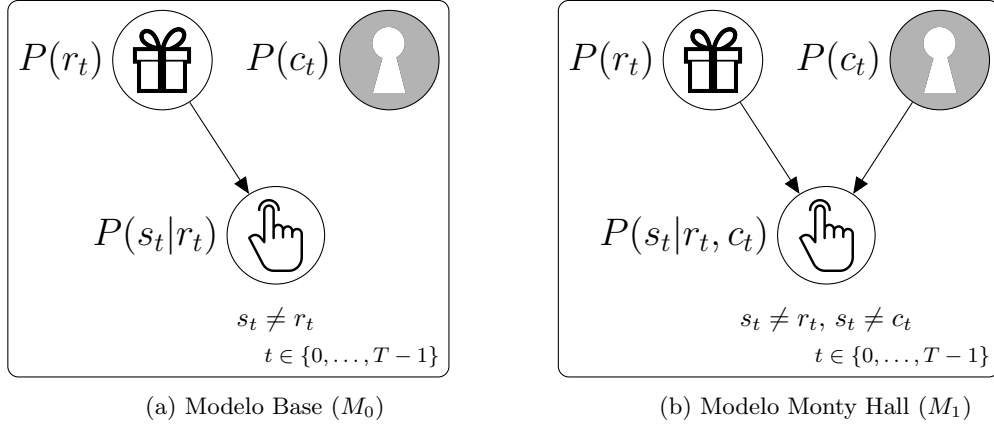 P(r_t) P(c_t)
P(s_t|r_t)
s_t ≠ r_t
t ∈ {0, . . . , T − 1}
(a) Modelo Base (M_0)
P(r_t) P(c_t)
P(s_t|r_t, c_t)
s_t ≠ r_t, s_t ≠ c_t
t ∈ {0, . . . , T − 1}
(b) Modelo Monty Hall (M_1)